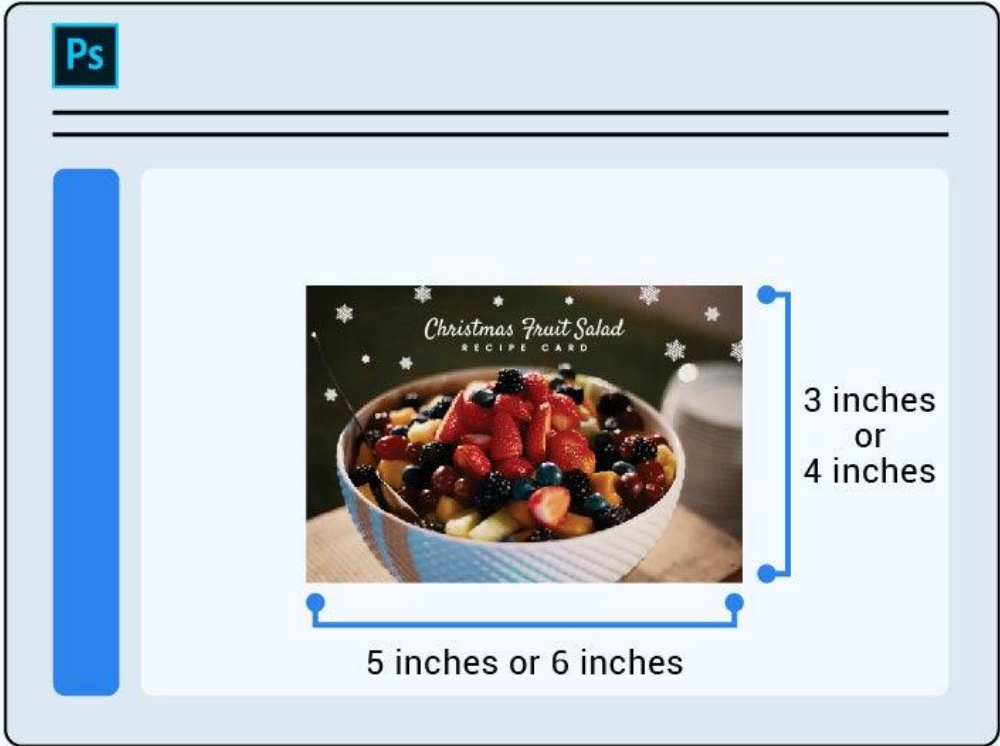 Ps
Christmas Fruit Salad
RECIPE CARD
3 inches
or
4 inches
5 inches or 6 inches